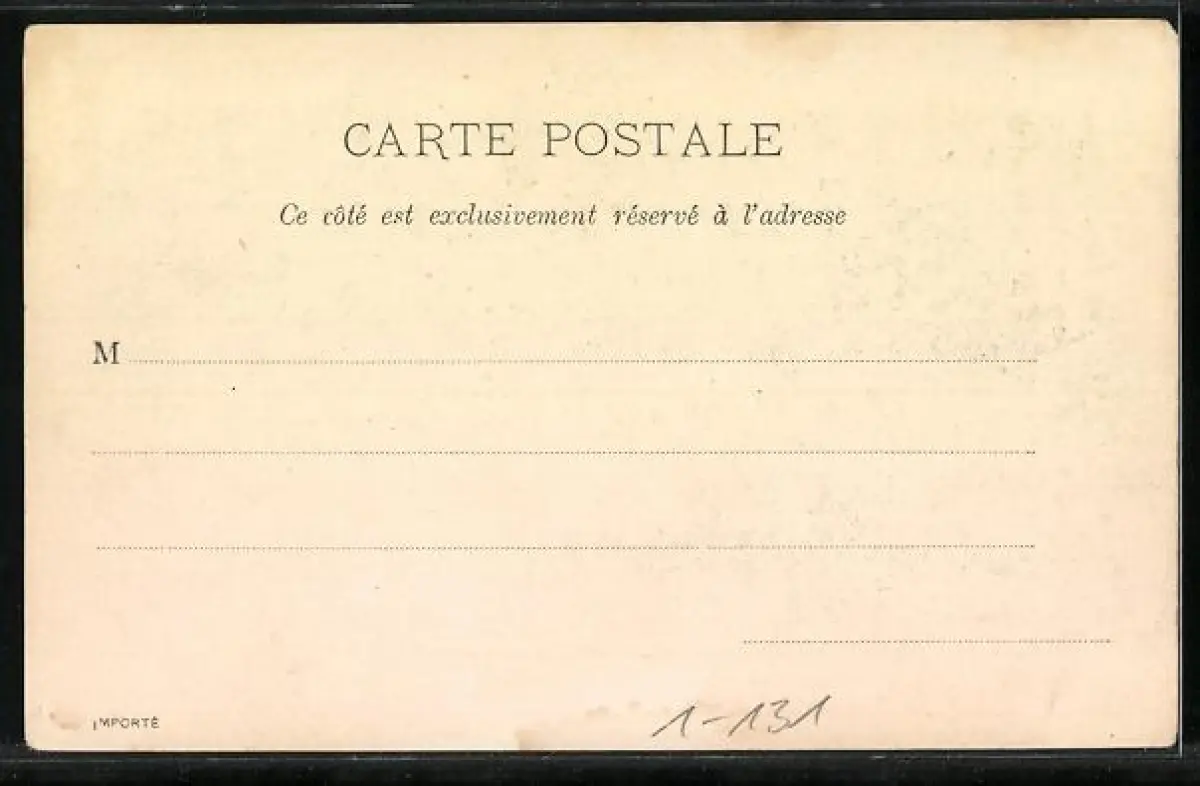 CARTE POSTALE
Ce côté est exclusivement réservé à l'adresse
M
IMPORTÉ
1-131